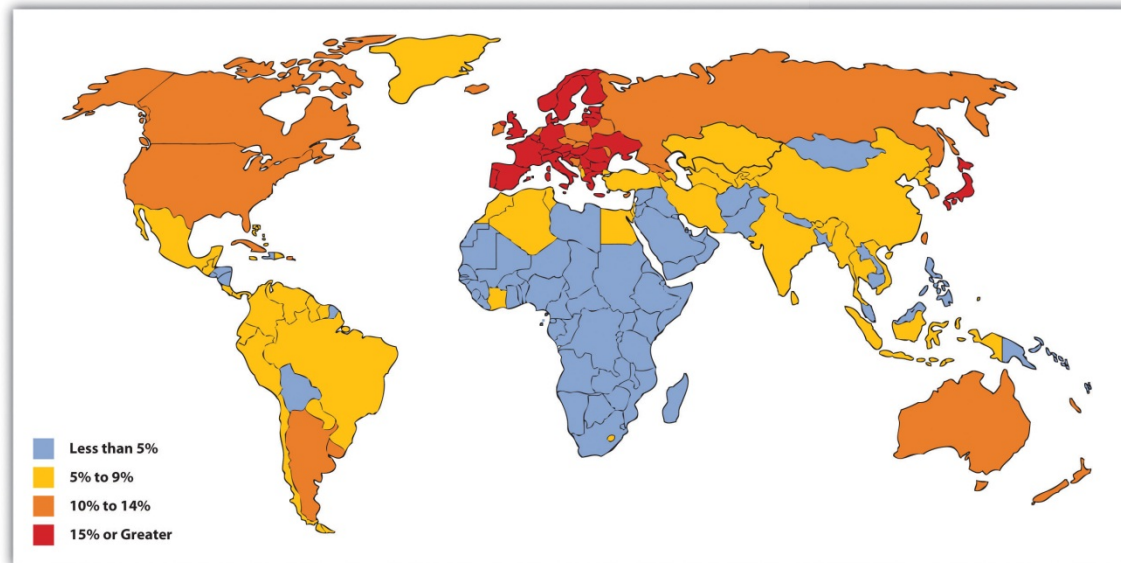 Less than 5%
5% to 9%
10% to 14%
15% or Greater